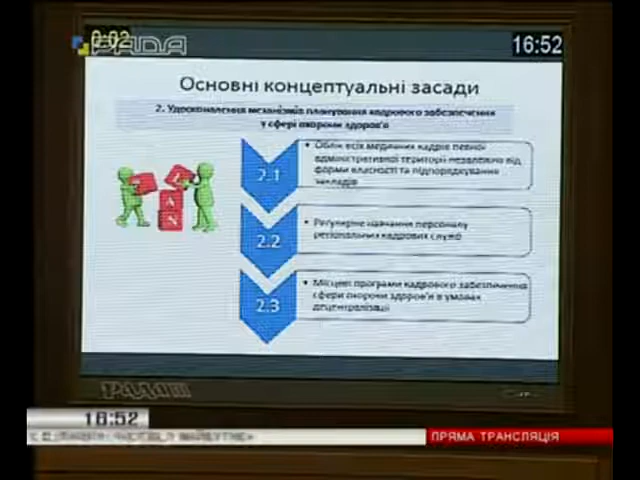 0:02
РАДА
16:52
Основні концептуальні засади
2. Удосконалення механізмів планування кадрового забезпечення
у сфері охорони здоров'я
2.1
• Облік всіх медичних кадрів певної
адміністративної території незалежно від
форми власності та підпорядкування
закладів
2.2
• Регулярне навчання персоналу
регіональних кадрових служб
2.3
• Місцеві програми кадрового забезпечення
сфери охорони здоров'я в умовах
децентралізації
L
A
N
16:52
ПРЯМА ТРАНСЛЯЦІЯ